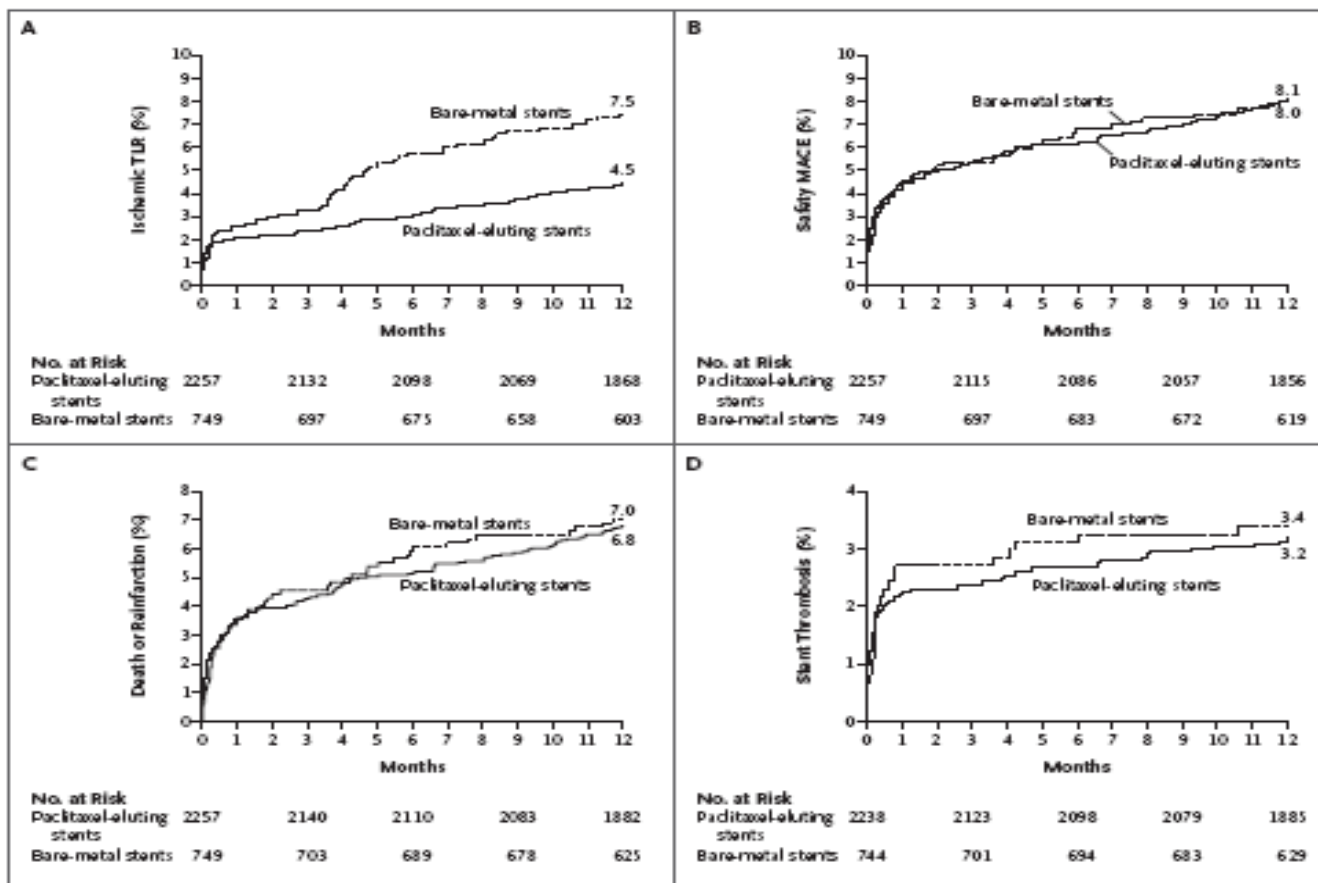 A
10
9
8
7
6
5
4
3
2
1
0
Ischemic TLR (%)
Bare-metal stents
7.5
4.5
Paclitaxel-eluting stents
0 1 2 3 4 5 6 7 8 9 10 11 12
Months
No. at Risk
Paclitaxel-eluting 2257 2132 2098 2069 1868
stents
Bare-metal stents 749 697 675 658 603
B
10
9
8
7
6
5
4
3
2
1
0
Safety MACE (%)
Bare-metal stents
8.1
8.0
Paclitaxel-eluting stents
0 1 2 3 4 5 6 7 8 9 10 11 12
Months
No. at Risk
Paclitaxel-eluting 2257 2115 2086 2057 1856
stents
Bare-metal stents 749 697 683 672 619
C
8
7
6
5
4
3
2
1
0
Death or Reinfarction (%)
Bare-metal stents
7.0
6.8
Paclitaxel-eluting stents
0 1 2 3 4 5 6 7 8 9 10 11 12
Months
No. at Risk
Paclitaxel-eluting 2257 2140 2110 2083 1882
stents
Bare-metal stents 749 703 689 678 625
D
4
3
2
1
0
Stent Thrombosis (%)
Bare-metal stents
3.4
3.2
Paclitaxel-eluting stents
0 1 2 3 4 5 6 7 8 9 10 11 12
Months
No. at Risk
Paclitaxel-eluting 2238 2123 2098 2079 1885
stents
Bare-metal stents 744 701 694 683 629